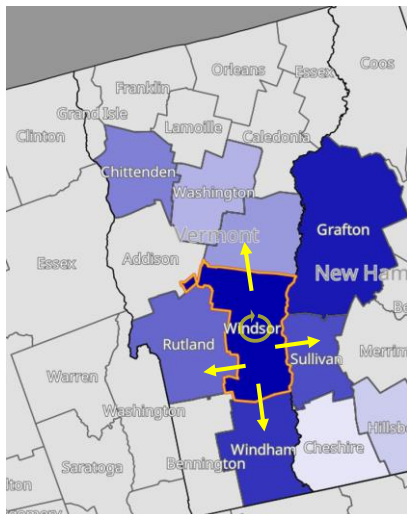 Orleans
Essex
Coos
Franklin
Grand Isle
Lamoille
Clinton
Caledonia
Chittenden
Washington
Vermont
Grafton
Addison
Essex
New Ham
Windsor
Rutland
Sullivan
Merrim
Warren
Washington
Windham
Cheshire
Hillsb
Bennington
Saratoga
lton